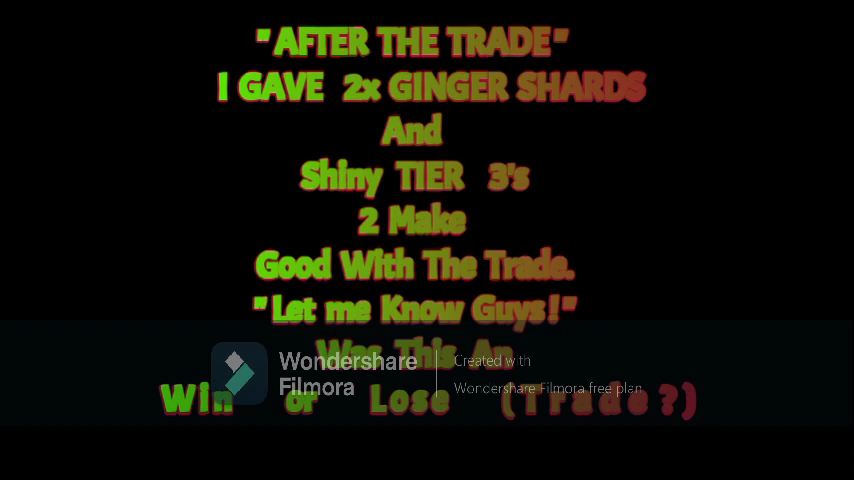 "AFTER THE TRADE"
I GAVE 2x GINGER SHARDS
And
Shiny TIER 3's
2 Make
Good With The Trade.
"Let me Know Guys!"
Was This An
Wondershare
Filmora
Created with
Wondershare Filmora free plan
Win or Lose (Trade?)